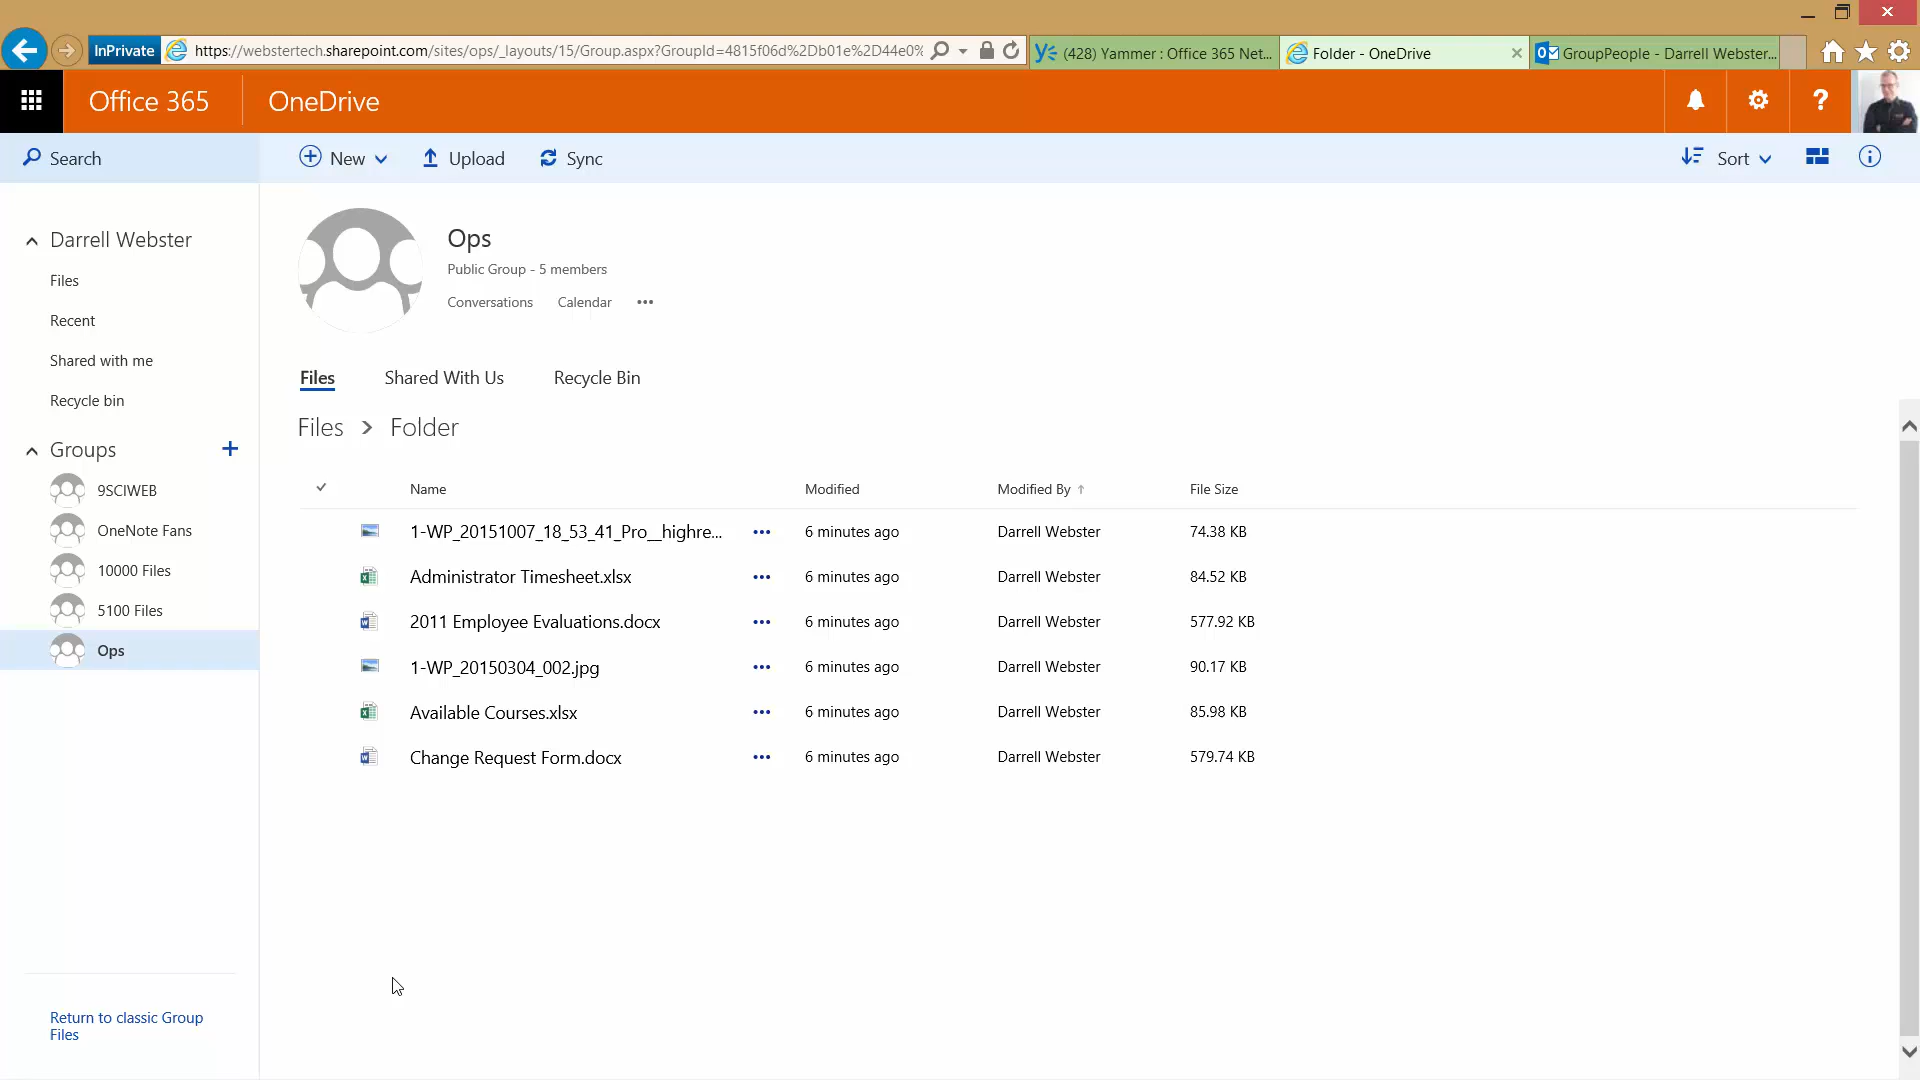 InPrivate
https://webstertech.sharepoint.com/sites/ops/_layouts/15/Group.aspx?GroupId=4815f06d%2Db01e%2D44e0%
(428) Yammer : Office 365 Net...
Folder - OneDrive
GroupPeople - Darrell Webster...
Office 365
OneDrive
?
Search
New
Upload
Sync
Sort
Darrell Webster
Files
Recent
Shared with me
Recycle bin
Groups
9SCIWEB
OneNote Fans
10000 Files
5100 Files
Ops
Return to classic Group
Files
Ops
Public Group - 5 members
Conversations Calendar ...
Files Shared With Us Recycle Bin
Files > Folder
Name Modified Modified By File Size
1-WP_20151007_18_53_41_Pro__highre... ... 6 minutes ago Darrell Webster 74.38 KB
Administrator Timesheet.xlsx ... 6 minutes ago Darrell Webster 84.52 KB
2011 Employee Evaluations.docx ... 6 minutes ago Darrell Webster 577.92 KB
1-WP_20150304_002.jpg ... 6 minutes ago Darrell Webster 90.17 KB
Available Courses.xlsx ... 6 minutes ago Darrell Webster 85.98 KB
Change Request Form.docx ... 6 minutes ago Darrell Webster 579.74 KB